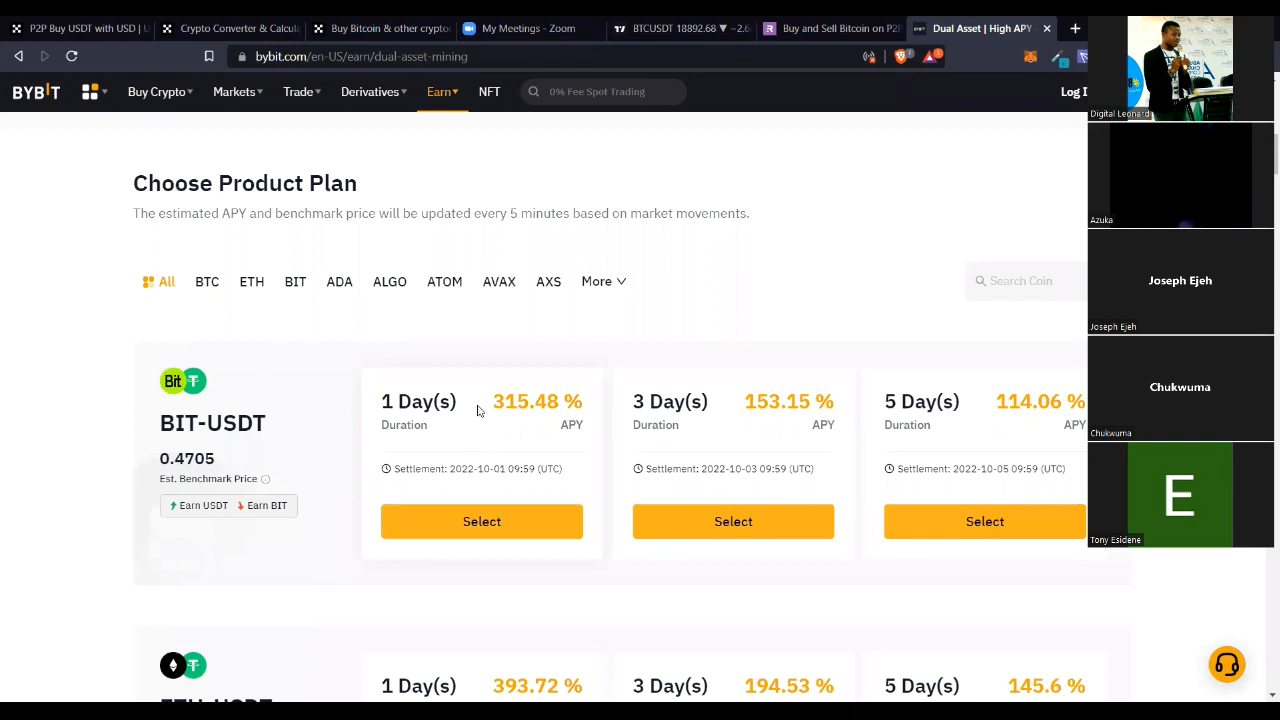 P2P Buy USDT with USD | U
Crypto Converter & Calcula
Buy Bitcoin & other cryptoc
My Meetings - Zoom
BTCUSDT 18892.68 ▼ −2.6
Buy and Sell Bitcoin on P2P
Dual Asset | High APY
bybit.com/en-US/earn/dual-asset-mining
BYBIT
Buy Crypto
Markets
Trade
Derivatives
Earn
NFT
0% Fee Spot Trading
Log I
Choose Product Plan
The estimated APY and benchmark price will be updated every 5 minutes based on market movements.
All
BTC
ETH
BIT
ADA
ALGO
ATOM
AVAX
AXS
More
Search Coin
Bit
BIT-USDT
0.4705
Est. Benchmark Price
Earn USDT
Earn BIT
1 Day(s) 315.48 %
Duration APY
Settlement: 2022-10-01 09:59 (UTC)
Select
3 Day(s) 153.15 %
Duration APY
Settlement: 2022-10-03 09:59 (UTC)
Select
5 Day(s) 114.06 %
Duration APY
Settlement: 2022-10-05 09:59 (UTC)
Select
1 Day(s) 393.72 %
3 Day(s) 194.53 %
5 Day(s) 145.6 %
Digital Leonard
Azuka
Joseph Ejeh
Joseph Ejeh
Chukwuma
Chukwuma
E
Tony Esidene